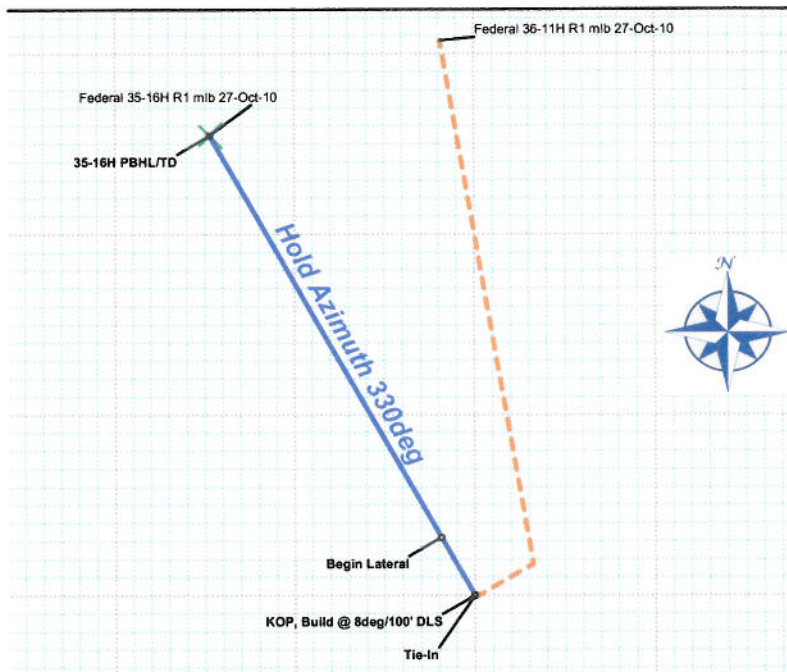 Federal 36-11H R1 mlb 27-Oct-10
Federal 35-16H R1 mlb 27-Oct-10
35-16H PBHL/TD
Hold Azimuth 330deg
N
Begin Lateral
KOP, Build @ 8deg/100' DLS
Tie-In